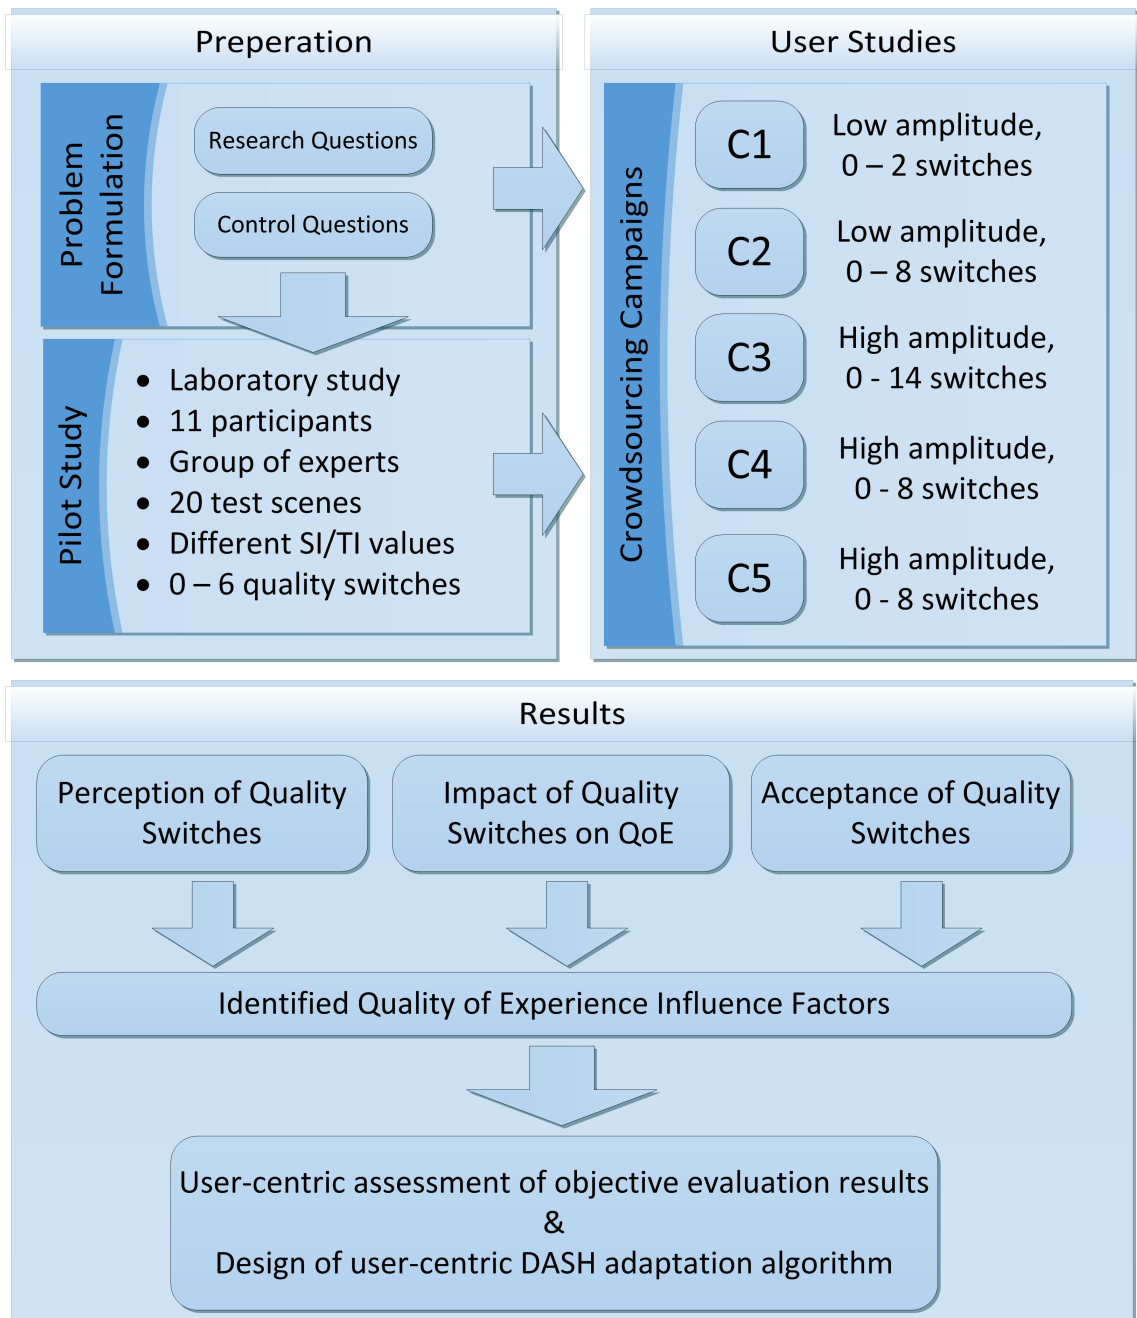 Preperation
Problem
Formulation
Research Questions
Control Questions
Pilot Study
• Laboratory study
• 11 participants
• Group of experts
• 20 test scenes
• Different SI/TI values
• 0 – 6 quality switches
User Studies
Crowdsourcing Campaigns
C1
Low amplitude,
0 – 2 switches
C2
Low amplitude,
0 – 8 switches
C3
High amplitude,
0 - 14 switches
C4
High amplitude,
0 - 8 switches
C5
High amplitude,
0 - 8 switches
Results
Perception of Quality
Switches
Impact of Quality
Switches on QoE
Acceptance of Quality
Switches
Identified Quality of Experience Influence Factors
User-centric assessment of objective evaluation results
&
Design of user-centric DASH adaptation algorithm